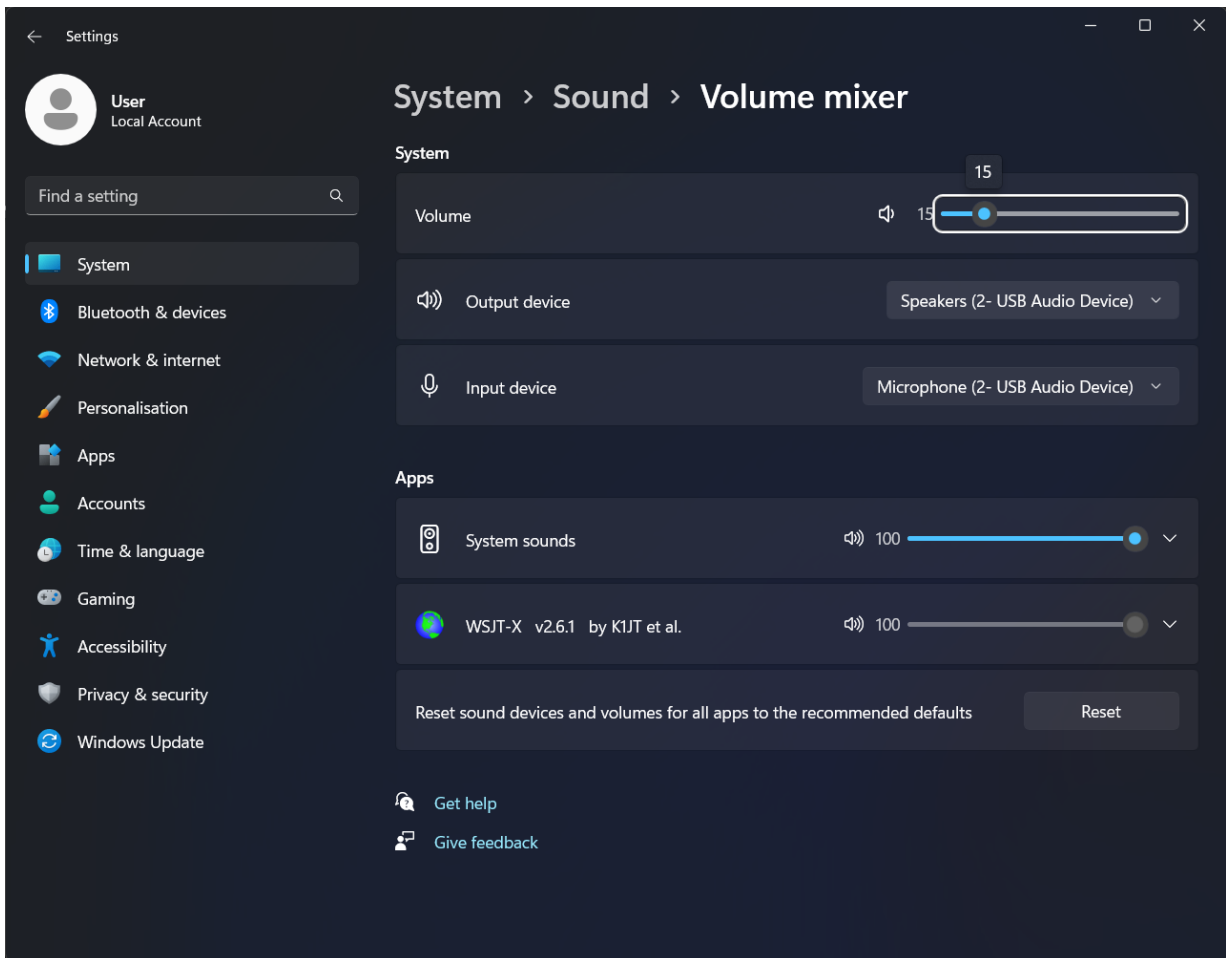 Settings
User
Local Account
Find a setting
System
Bluetooth & devices
Network & internet
Personalisation
Apps
Accounts
Time & language
Gaming
Accessibility
Privacy & security
Windows Update
System > Sound > Volume mixer
System
15
Volume 15
Output device Speakers (2- USB Audio Device)
Input device Microphone (2- USB Audio Device)
Apps
System sounds 100
WSJT-X v2.6.1 by K1JT et al. 100
Reset sound devices and volumes for all apps to the recommended defaults Reset
Get help
Give feedback